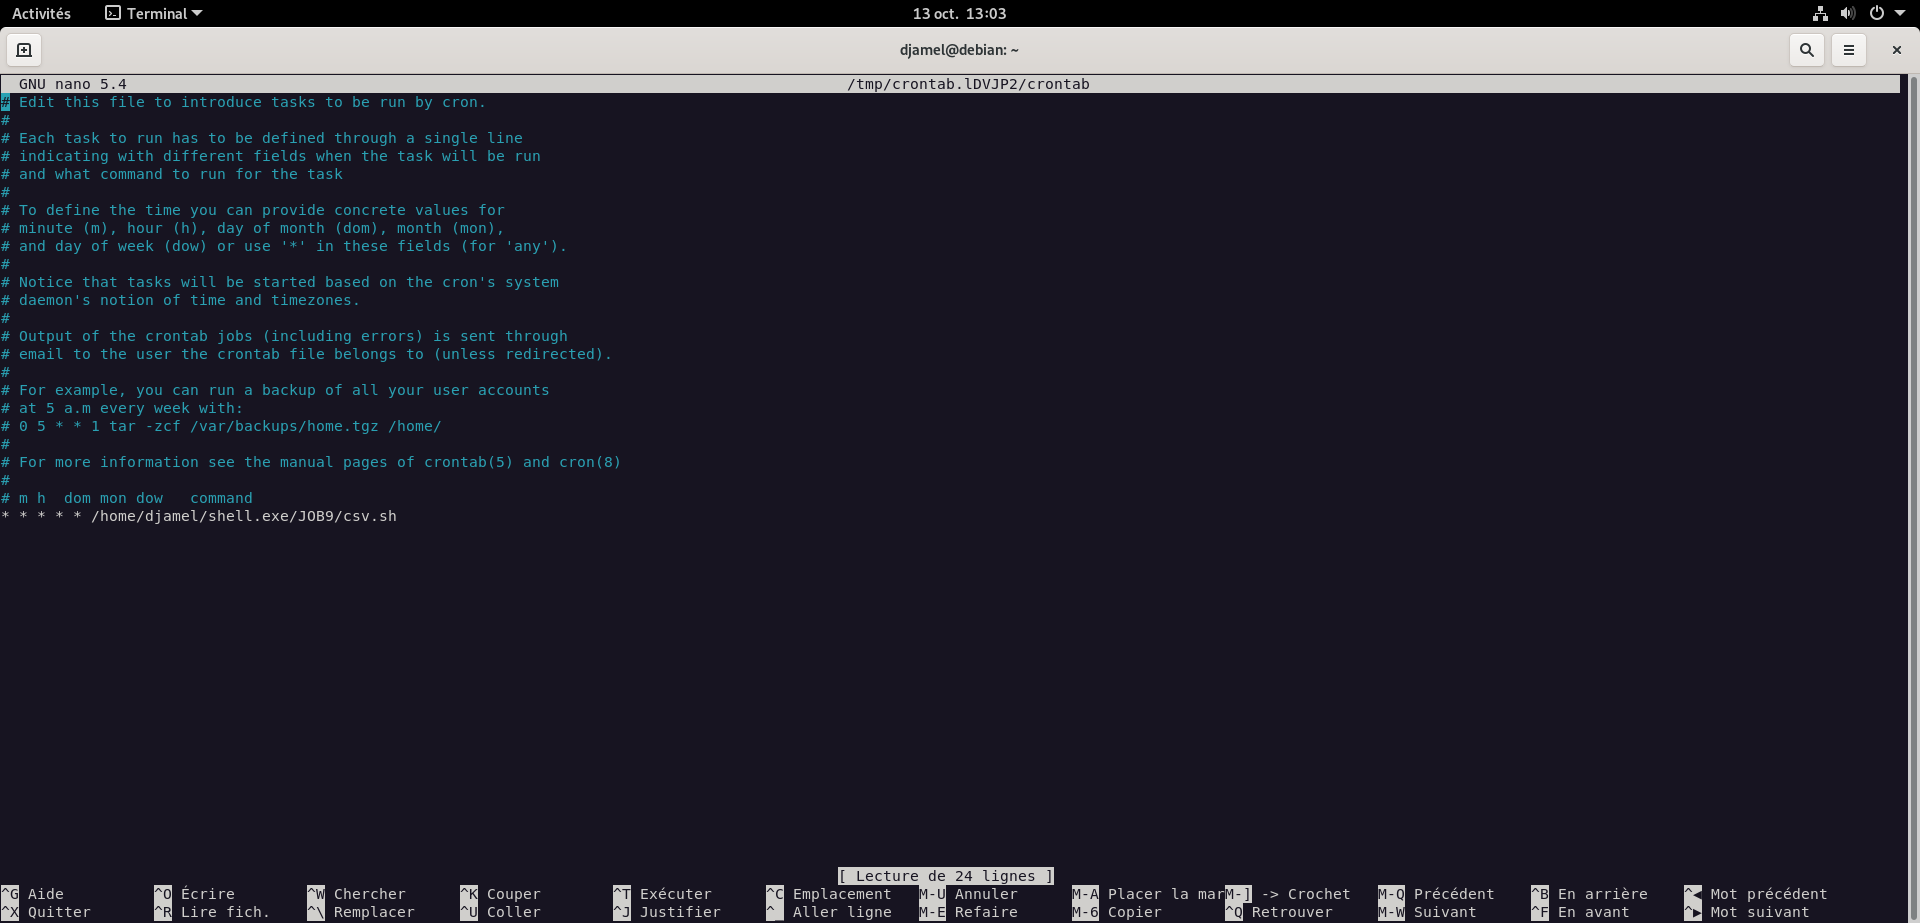 Activités Terminal 13 oct. 13:03
djamel@debian: ~
GNU nano 5.4 /tmp/crontab.lDVJP2/crontab
# Edit this file to introduce tasks to be run by cron.
#
# Each task to run has to be defined through a single line
# indicating with different fields when the task will be run
# and what command to run for the task
#
# To define the time you can provide concrete values for
# minute (m), hour (h), day of month (dom), month (mon),
# and day of week (dow) or use '*' in these fields (for 'any').
#
# Notice that tasks will be started based on the cron's system
# daemon's notion of time and timezones.
#
# Output of the crontab jobs (including errors) is sent through
# email to the user the crontab file belongs to (unless redirected).
#
# For example, you can run a backup of all your user accounts
# at 5 a.m every week with:
# 0 5 * * 1 tar -zcf /var/backups/home.tgz /home/
#
# For more information see the manual pages of crontab(5) and cron(8)
#
# m h  dom mon dow   command
* * * * * /home/djamel/shell.exe/JOB9/csv.sh
[ Lecture de 24 lignes ]
^G Aide ^O Écrire ^W Chercher ^K Couper ^T Exécuter ^C Emplacement M-U Annuler M-A Placer la mar M-] -> Crochet M-Q Précédent ^B En arrière ^◂ Mot précédent
^X Quitter ^R Lire fich. ^\ Remplacer ^U Coller ^J Justifier ^_ Aller ligne M-E Refaire M-6 Copier ^Q Retrouver M-W Suivant ^F En avant ^▸ Mot suivant